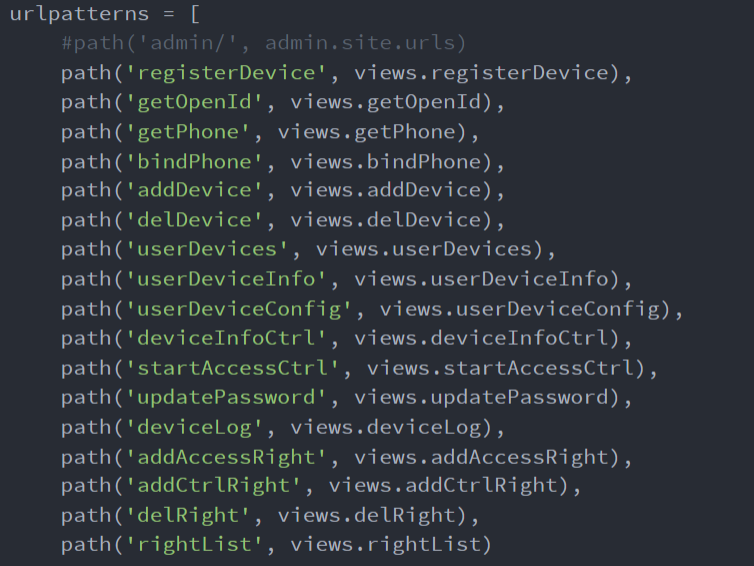 urlpatterns = [
#path('admin/', admin.site.urls)
path('registerDevice', views.registerDevice),
path('getOpenId', views.getOpenId),
path('getPhone', views.getPhone),
path('bindPhone', views.bindPhone),
path('addDevice', views.addDevice),
path('delDevice', views.delDevice),
path('userDevices', views.userDevices),
path('userDeviceInfo', views.userDeviceInfo),
path('userDeviceConfig', views.userDeviceConfig),
path('deviceInfoCtrl', views.deviceInfoCtrl),
path('startAccessCtrl', views.startAccessCtrl),
path('updatePassword', views.updatePassword),
path('deviceLog', views.deviceLog),
path('addAccessRight', views.addAccessRight),
path('addCtrlRight', views.addCtrlRight),
path('delRight', views.delRight),
path('rightList', views.rightList)